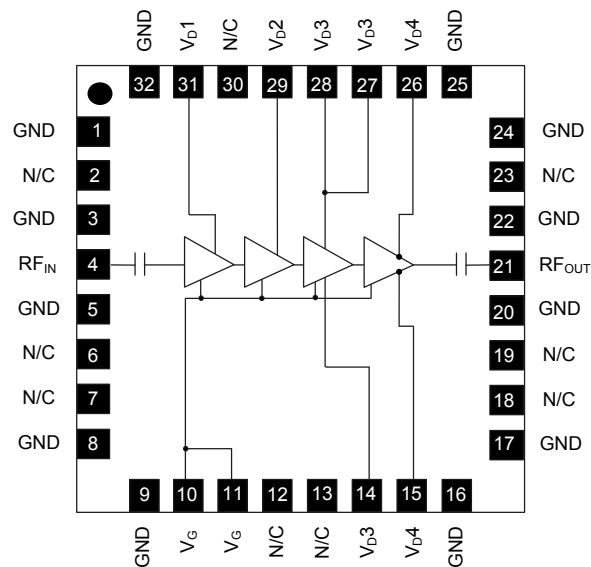 GND V_D1 N/C V_D2 V_D3 V_D3 V_D4 GND
32 31 30 29 28 27 26 25
GND 1 24 GND
N/C 2 23 N/C
GND 3 22 GND
RF_IN 4 21 RF_OUT
GND 5 20 GND
N/C 6 19 N/C
N/C 7 18 N/C
GND 8 17 GND
9 10 11 12 13 14 15 16
GND V_G V_G N/C N/C V_D3 V_D4 GND